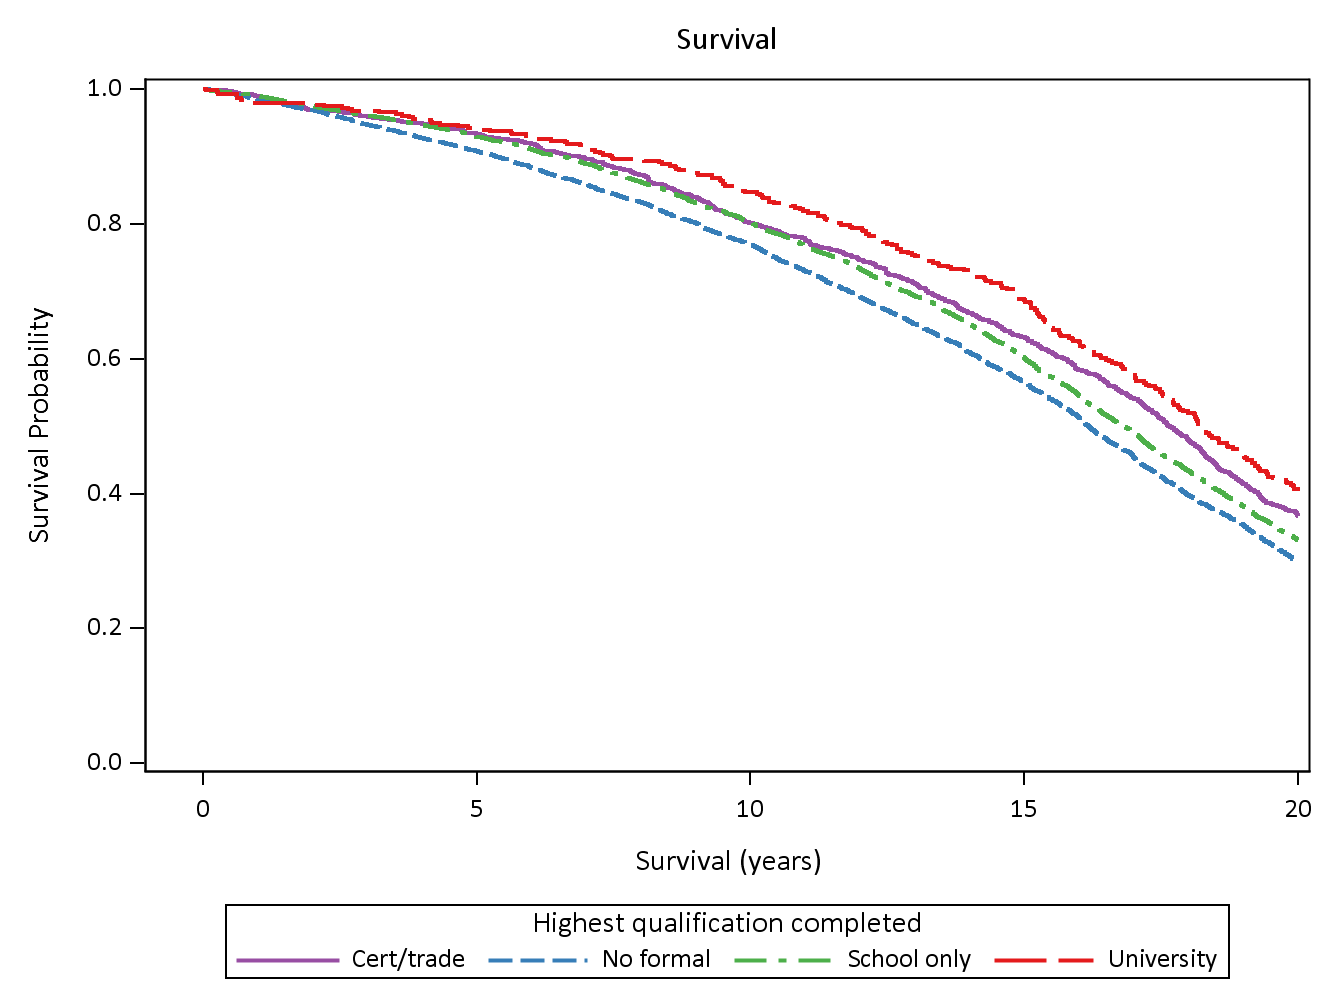 Survival
1.0
0.8
0.6
0.4
0.2
0.0
Survival Probability
0 5 10 15 20
Survival (years)
Highest qualification completed
Cert/trade No formal School only University